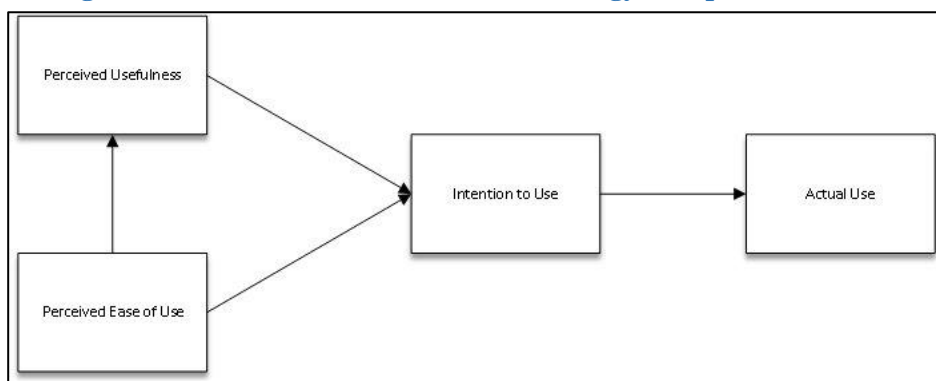 Perceived Usefulness
Intention to Use
Actual Use
Perceived Ease of Use